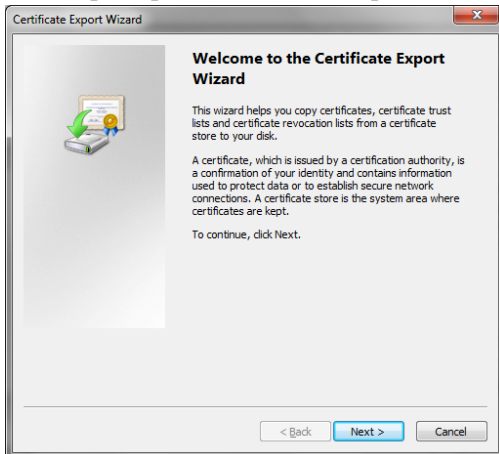 Certificate Export Wizard
Welcome to the Certificate Export
Wizard
This wizard helps you copy certificates, certificate trust
lists and certificate revocation lists from a certificate
store to your disk.
A certificate, which is issued by a certification authority, is
a confirmation of your identity and contains information
used to protect data or to establish secure network
connections. A certificate store is the system area where
certificates are kept.
To continue, click Next.
< Back
Next >
Cancel